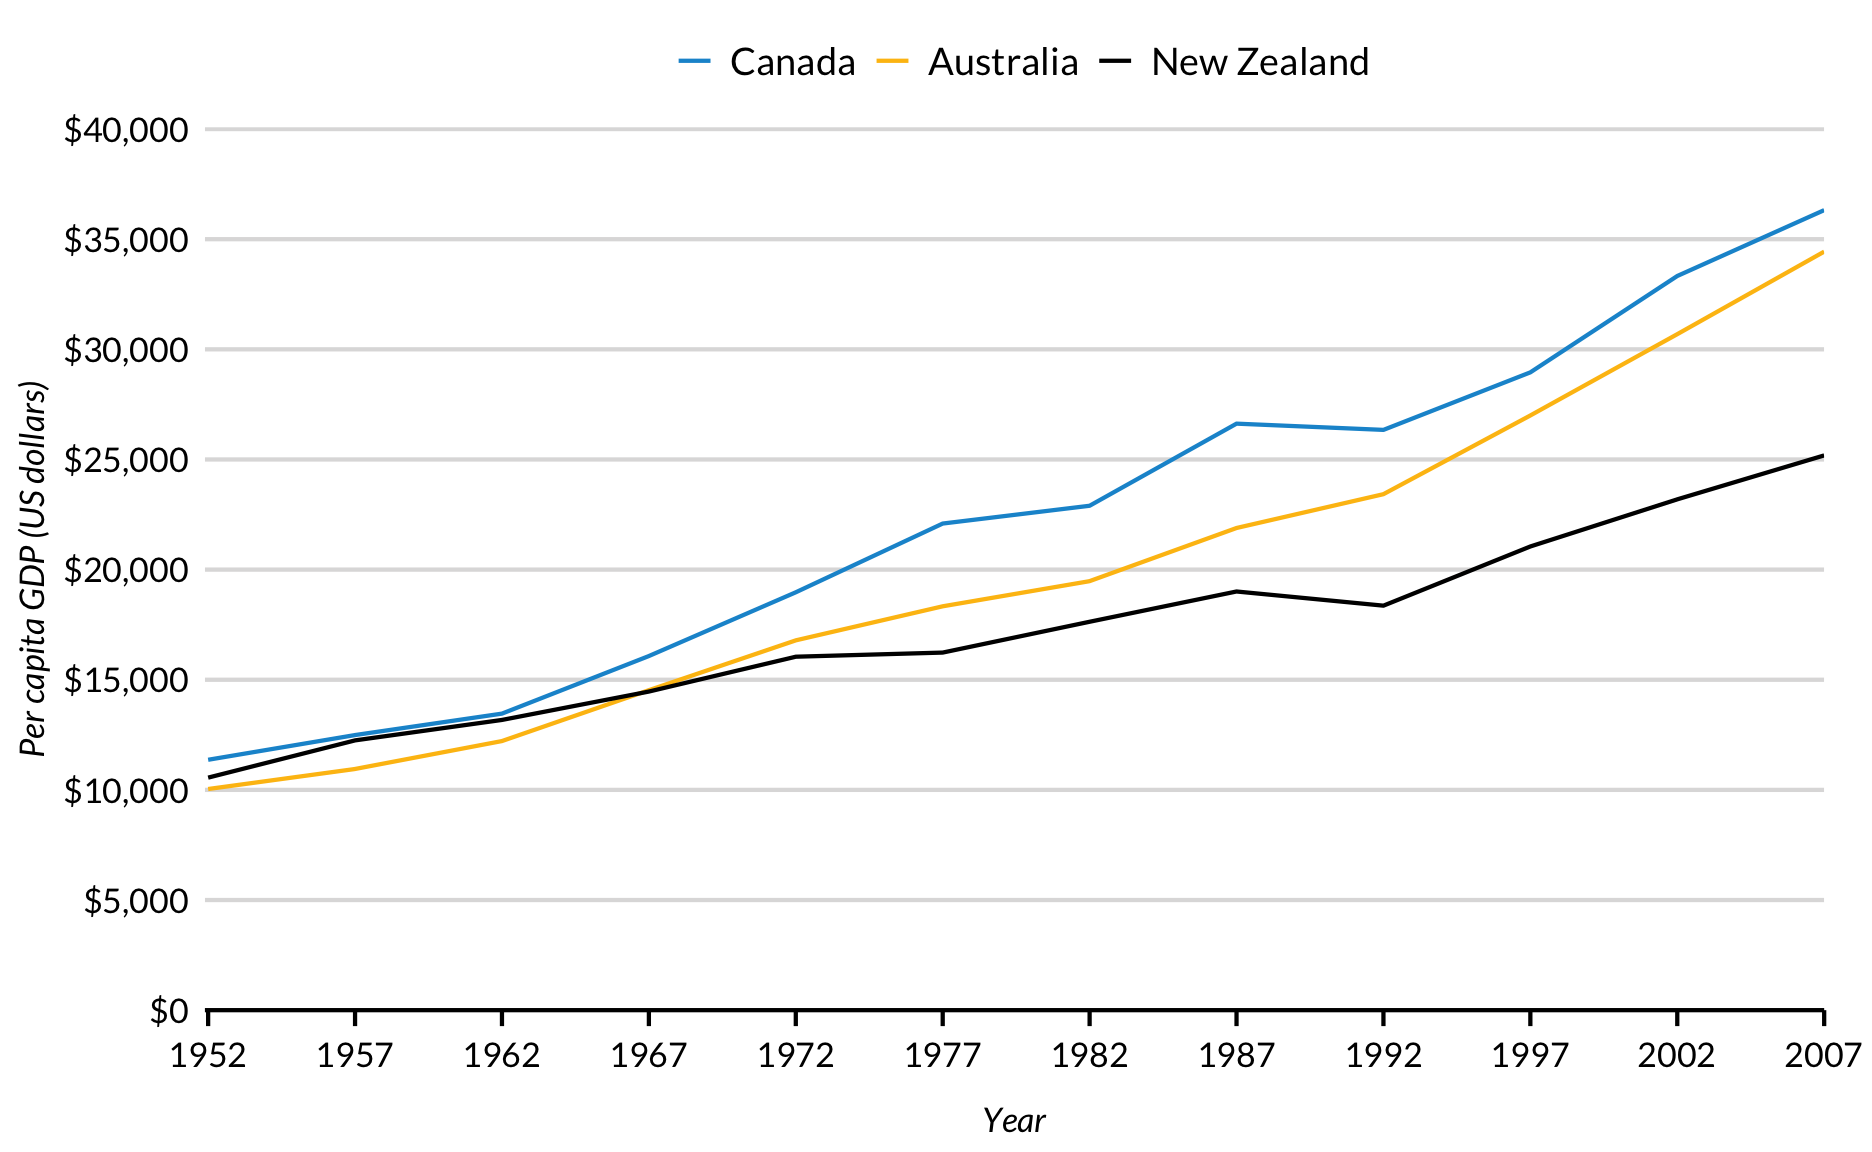 Canada Australia New Zealand
$40,000
$35,000
$30,000
$25,000
$20,000
$15,000
$10,000
$5,000
$0
Per capita GDP (US dollars)
1952 1957 1962 1967 1972 1977 1982 1987 1992 1997 2002 2007
Year